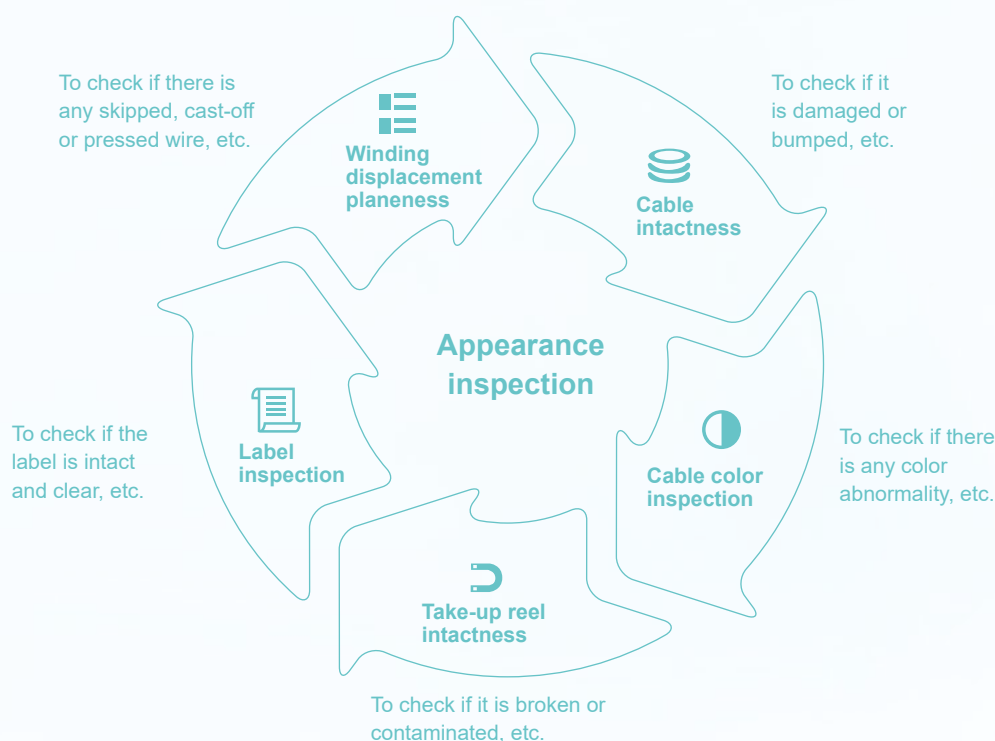 To check if there is
any skipped, cast-off
or pressed wire, etc.
Winding
displacement
planeness
To check if it
is damaged or
bumped, etc.
Cable
intactness
Appearance
inspection
Cable color
inspection
To check if there
is any color
abnormality, etc.
Take-up reel
intactness
To check if it is broken or
contaminated, etc.
Label
inspection
To check if the
label is intact
and clear, etc.